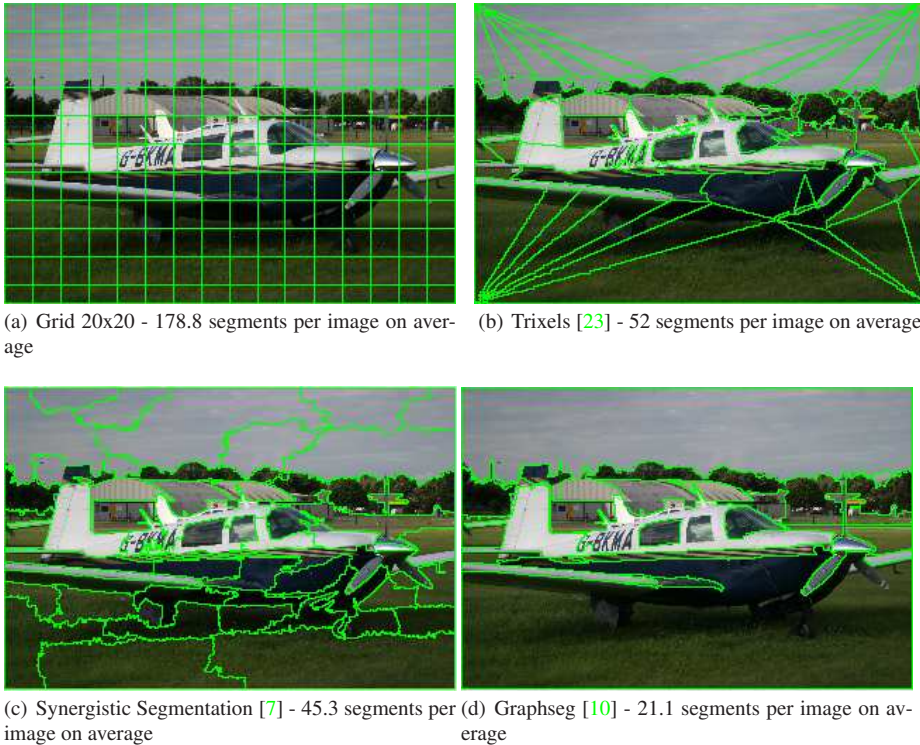 G-BKMA
G-BKMA
(a) Grid 20x20 - 178.8 segments per image on aver-
age
(b) Trixels [23] - 52 segments per image on average
G-BKMA
G-BKMA
(c) Synergistic Segmentation [7] - 45.3 segments per
image on average
(d) Graphseg [10] - 21.1 segments per image on av-
erage